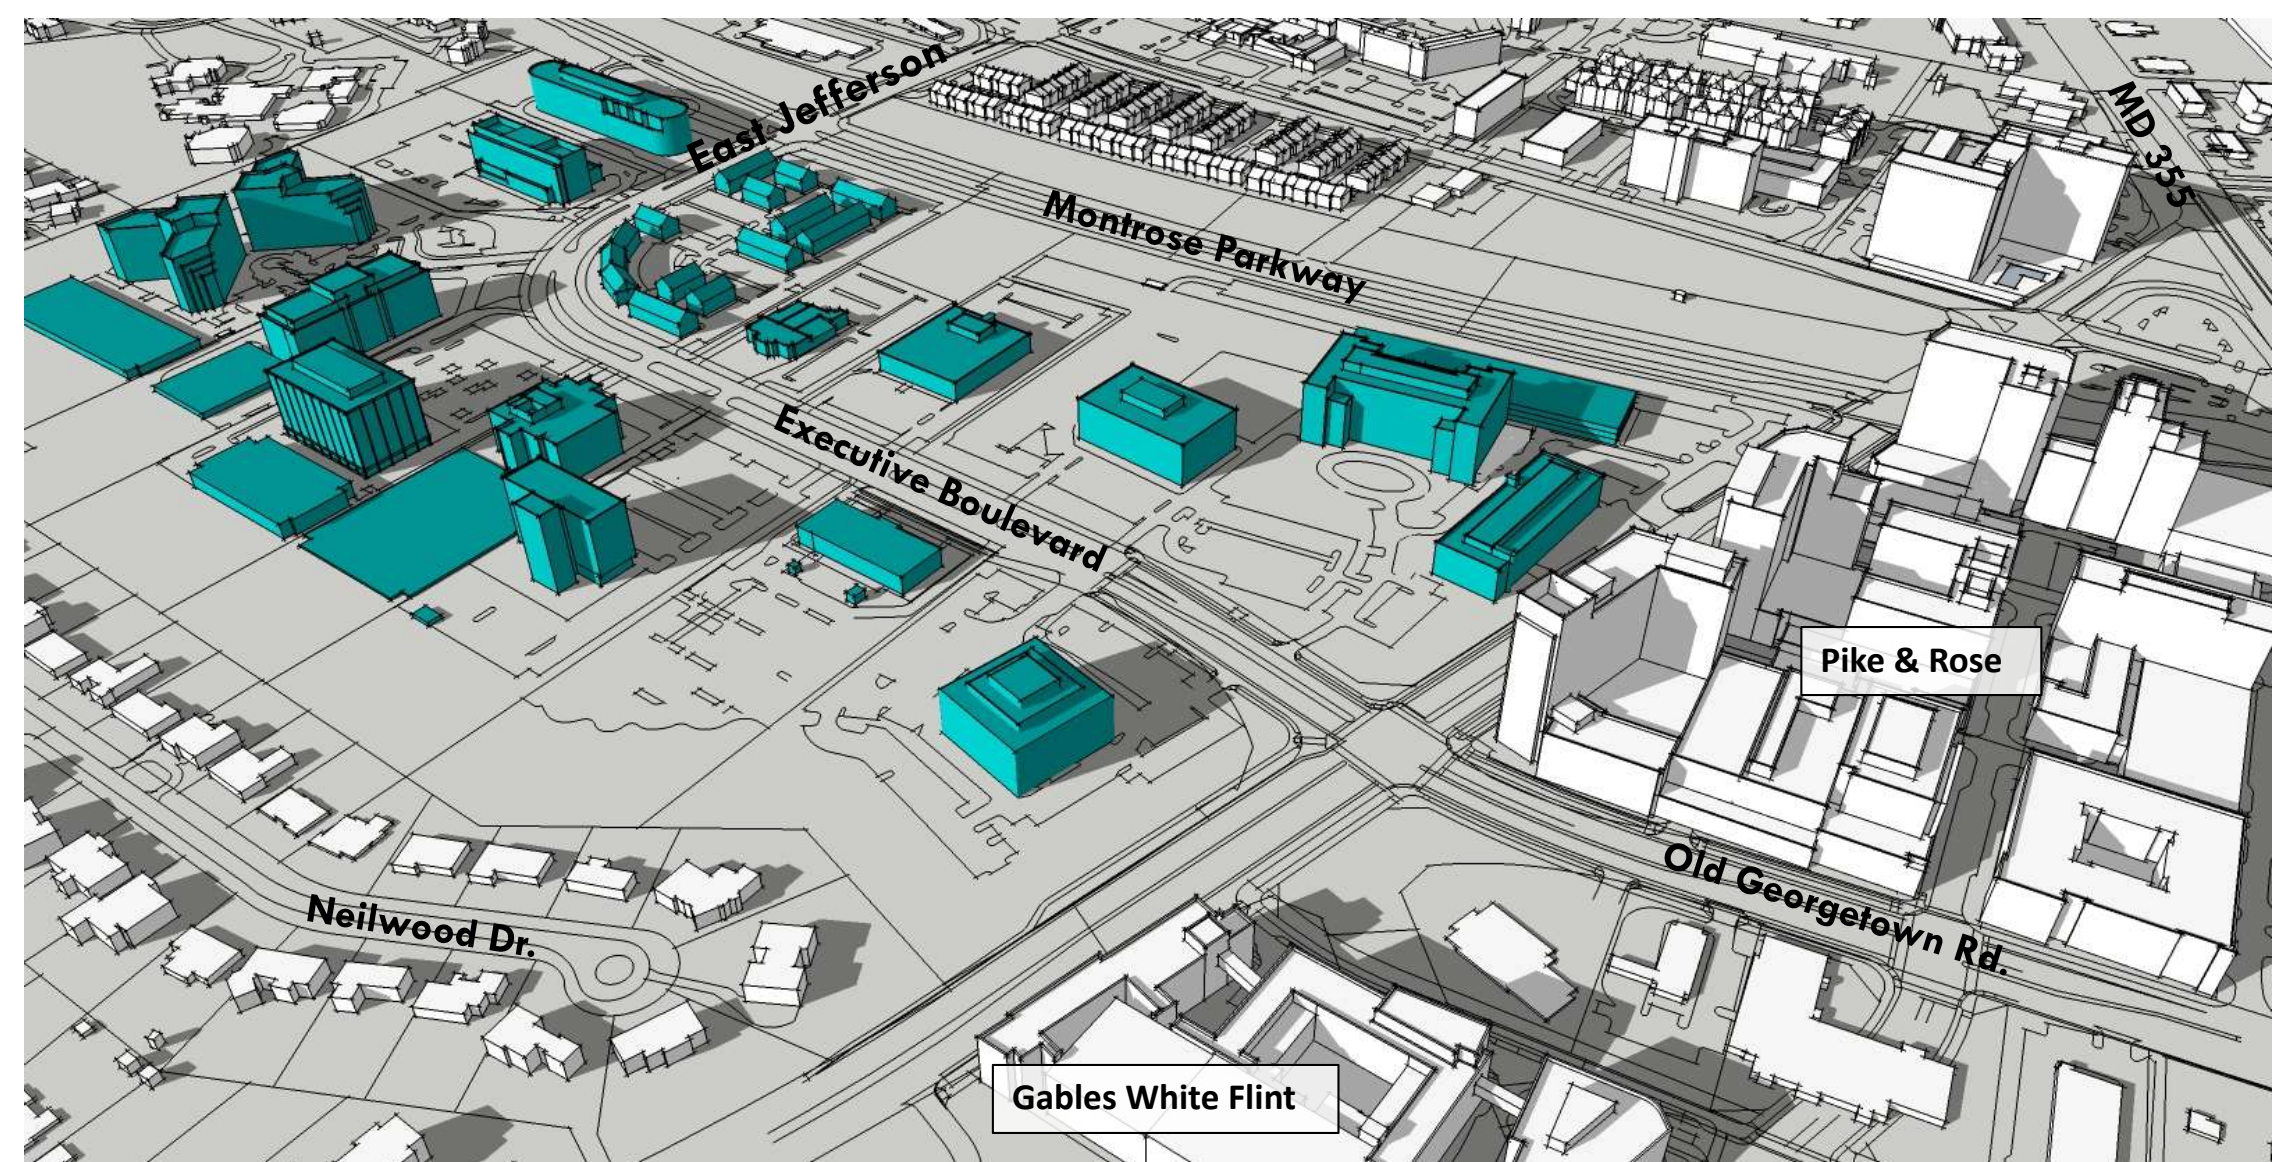 East Jefferson
MD 355
Montrose Parkway
Executive Boulevard
Pike & Rose
Old Georgetown Rd.
Neilwood Dr.
Gables White Flint